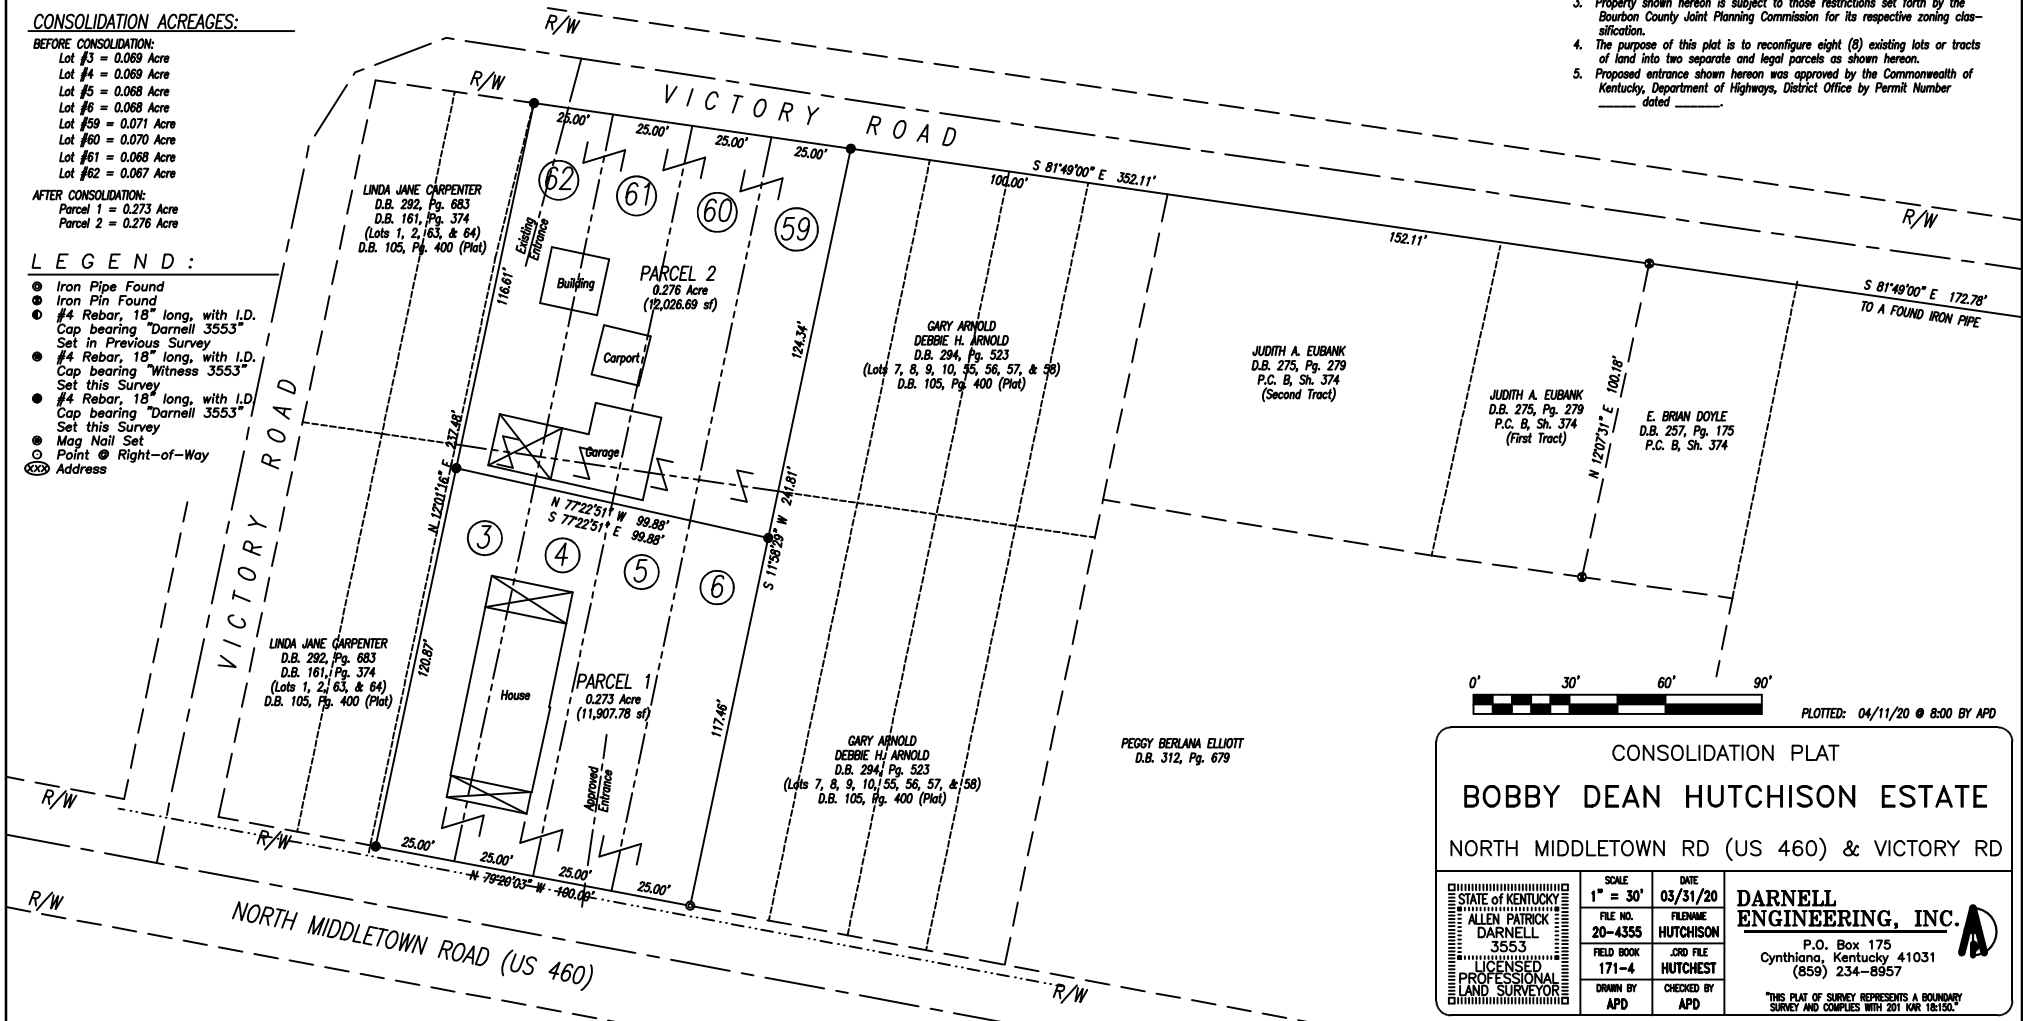 CONSOLIDATION ACREAGES:
BEFORE CONSOLIDATION:
Lot #3 = 0.069 Acre
Lot #4 = 0.069 Acre
Lot #5 = 0.068 Acre
Lot #6 = 0.068 Acre
Lot #59 = 0.071 Acre
Lot #60 = 0.070 Acre
Lot #61 = 0.068 Acre
Lot #62 = 0.067 Acre
AFTER CONSOLIDATION:
Parcel 1 = 0.273 Acre
Parcel 2 = 0.276 Acre
LEGEND:
Iron Pipe Found
Iron Pin Found
#4 Rebar, 18" long, with I.D.
Cap bearing "Darnell 3553"
Set in Previous Survey
#4 Rebar, 18" long, with I.D.
Cap bearing "Witness 3553"
Set this Survey
#4 Rebar, 18" long, with I.D.
Cap bearing "Darnell 3553"
Set this Survey
Mag Nail Set
Point @ Right-of-Way
XXX Address
3. Property shown hereon is subject to those restrictions set forth by the
Bourbon County Joint Planning Commission for its respective zoning clas-
sification.
4. The purpose of this plat is to reconfigure eight (8) existing lots or tracts
of land into two separate and legal parcels as shown hereon.
5. Proposed entrance shown hereon was approved by the Commonwealth of
Kentucky, Department of Highways, District Office by Permit Number
______ dated _______.
R/W
R/W
VICTORY ROAD
R/W
25.00'
25.00'
25.00'
25.00'
100.00'
S 81°49'00" E 352.11'
152.11'
S 81°49'00" E 172.78'
TO A FOUND IRON PIPE
62
61
60
59
LINDA JANE CARPENTER
D.B. 292, Pg. 683
D.B. 161, Pg. 374
(Lots 1, 2, 63, & 64)
D.B. 105, Pg. 400 (Plat)
Existing
Entrance
116.61'
Building
PARCEL 2
0.276 Acre
(12,026.69 sf)
Carport
Garage
124.34'
GARY ARNOLD
DEBBIE H. ARNOLD
D.B. 294, Pg. 523
(Lots 7, 8, 9, 10, 55, 56, 57, & 58)
D.B. 105, Pg. 400 (Plat)
JUDITH A. EUBANK
D.B. 275, Pg. 279
P.C. B, Sh. 374
(Second Tract)
JUDITH A. EUBANK
D.B. 275, Pg. 279
P.C. B, Sh. 374
(First Tract)
N 12°07'31" E 100.18'
E. BRIAN DOYLE
D.B. 257, Pg. 175
P.C. B, Sh. 374
VICTORY ROAD
N 12°01'16" E 237.48'
N 77°22'51" W 99.88'
S 77°22'51" E 99.88'
S 11°58'29" W 241.81'
3
4
5
6
LINDA JANE CARPENTER
D.B. 292, Pg. 683
D.B. 161, Pg. 374
(Lots 1, 2, 63, & 64)
D.B. 105, Pg. 400 (Plat)
120.87'
House
PARCEL 1
0.273 Acre
(11,907.78 sf)
117.46'
Approved
Entrance
GARY ARNOLD
DEBBIE H. ARNOLD
D.B. 294, Pg. 523
(Lots 7, 8, 9, 10, 55, 56, 57, & 58)
D.B. 105, Pg. 400 (Plat)
PEGGY BERLANA ELLIOTT
D.B. 312, Pg. 679
R/W
R/W
25.00'
25.00'
25.00'
25.00'
N 79°20'03" W 100.00'
R/W
NORTH MIDDLETOWN ROAD (US 460)
R/W
0' 30' 60' 90'
PLOTTED: 04/11/20 @ 8:00 BY APD
CONSOLIDATION PLAT
BOBBY DEAN HUTCHISON ESTATE
NORTH MIDDLETOWN RD (US 460) & VICTORY RD
STATE of KENTUCKY
ALLEN PATRICK
DARNELL
3553
LICENSED
PROFESSIONAL
LAND SURVEYOR
SCALE
1" = 30'
DATE
03/31/20
FILE NO.
20-4355
FILENAME
HUTCHISON
FIELD BOOK
171-4
.CRD FILE
HUTCHEST
DRAWN BY
APD
CHECKED BY
APD
DARNELL
ENGINEERING, INC.
P.O. Box 175
Cynthiana, Kentucky 41031
(859) 234-8957
"THIS PLAT OF SURVEY REPRESENTS A BOUNDARY
SURVEY AND COMPLIES WITH 201 KAR 18:150."